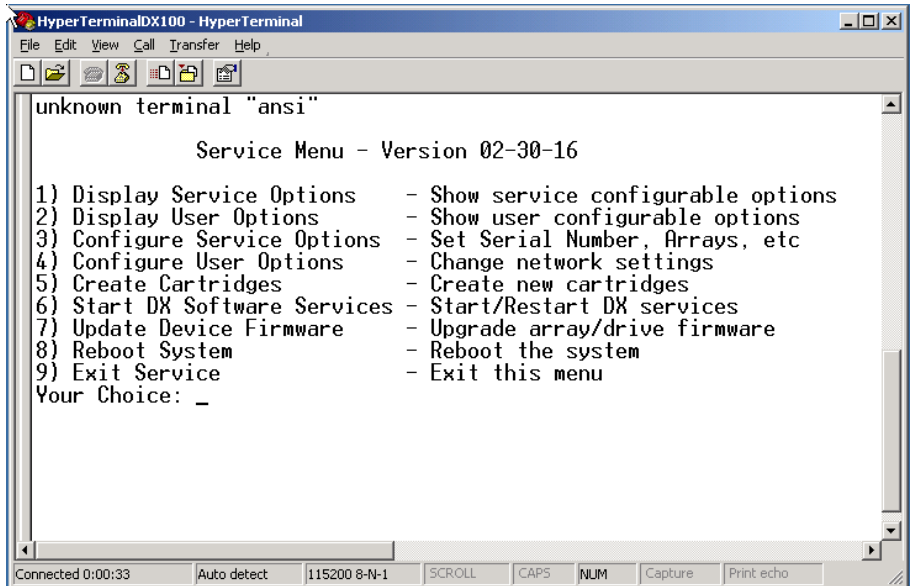 HyperTerminalDX100 - HyperTerminal
File Edit View Call Transfer Help
unknown terminal "ansi"
Service Menu - Version 02-30-16
1) Display Service Options - Show service configurable options
2) Display User Options - Show user configurable options
3) Configure Service Options - Set Serial Number, Arrays, etc
4) Configure User Options - Change network settings
5) Create Cartridges - Create new cartridges
6) Start DX Software Services - Start/Restart DX services
7) Update Device Firmware - Upgrade array/drive firmware
8) Reboot System - Reboot the system
9) Exit Service - Exit this menu
Your Choice: _
Connected 0:00:33 Auto detect 115200 8-N-1 SCROLL CAPS NUM Capture Print echo